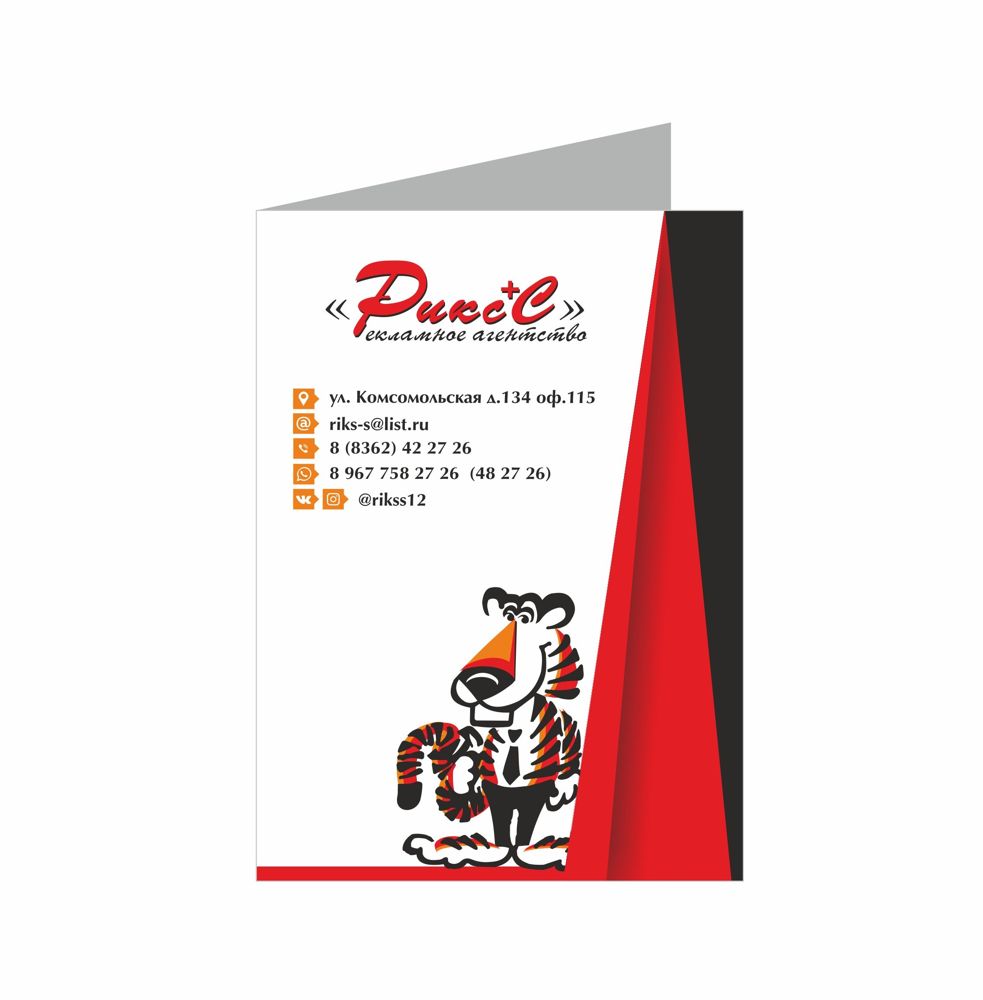 «Рикс+С»
Рекламное агентство
ул. Комсомольская д.134 оф.115
riks-s@list.ru
8 (8362) 42 27 26
8 967 758 27 26 (48 27 26)
@rikss12